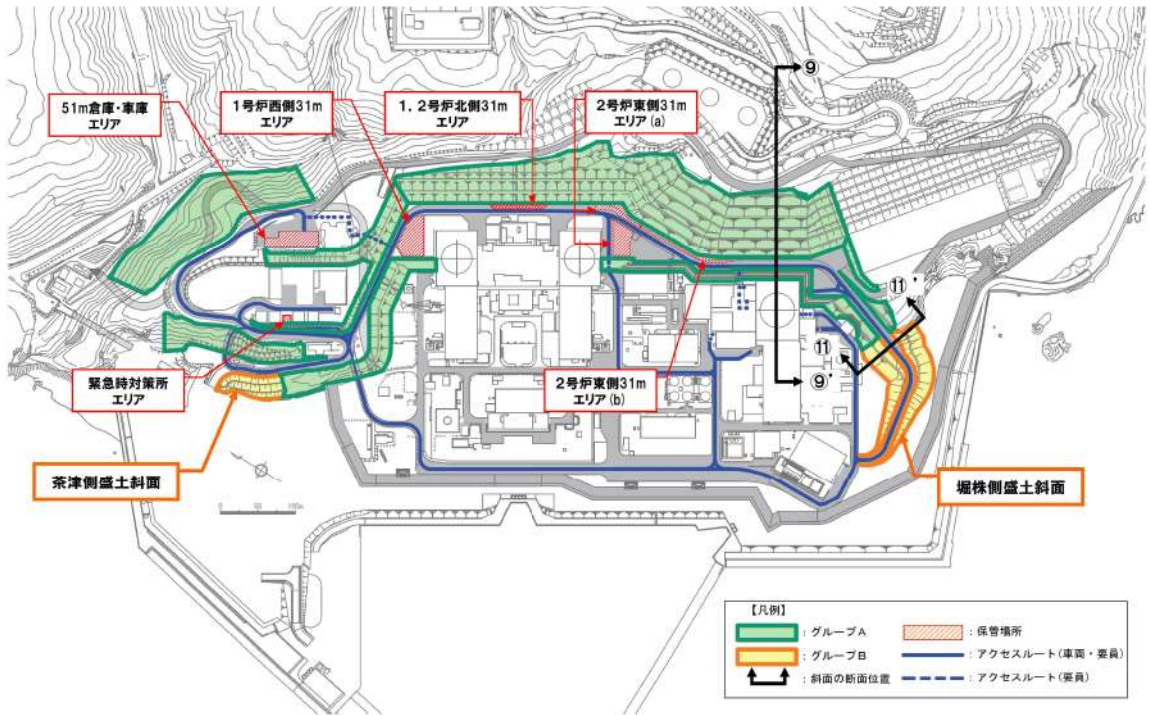 51m倉庫・車庫
エリア
1号炉西側31m
エリア
1，2号炉北側31m
エリア
2号炉東側31m
エリア(a)
⑨
⑪'
⑪
⑨'
緊急時対策所
エリア
2号炉東側31m
エリア(b)
茶津側盛土斜面
堀株側盛土斜面
0 50 100m
【凡例】
：グループA
：グループB
：斜面の断面位置
：保管場所
：アクセスルート(車両・要員)
：アクセスルート(要員)